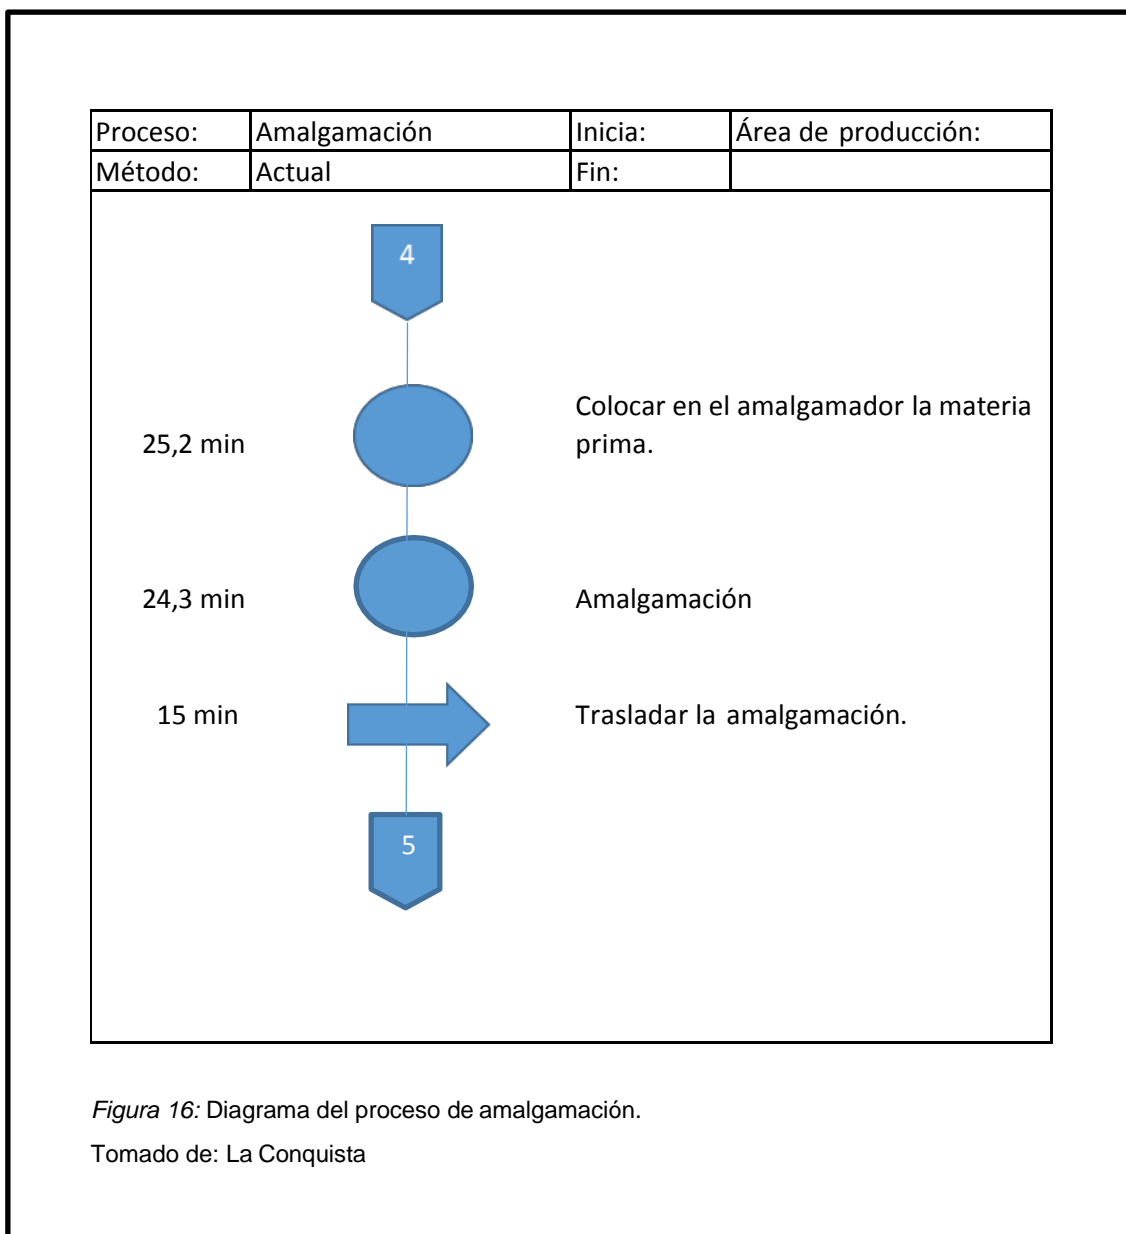 Proceso: Amalgamación Inicia: Área de producción:
Método: Actual Fin:
4
Colocar en el amalgamador la materia
25,2 min prima.
24,3 min Amalgamación
15 min Trasladar la amalgamación.
5
Figura 16: Diagrama del proceso de amalgamación.
Tomado de: La Conquista